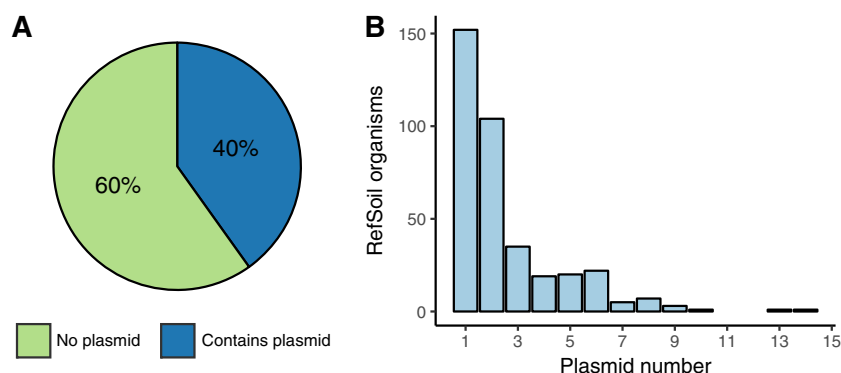 A
40%
60%
No plasmid
Contains plasmid
B
RefSoil organisms
150
100
50
0
1 3 5 7 9 11 13 15
Plasmid number